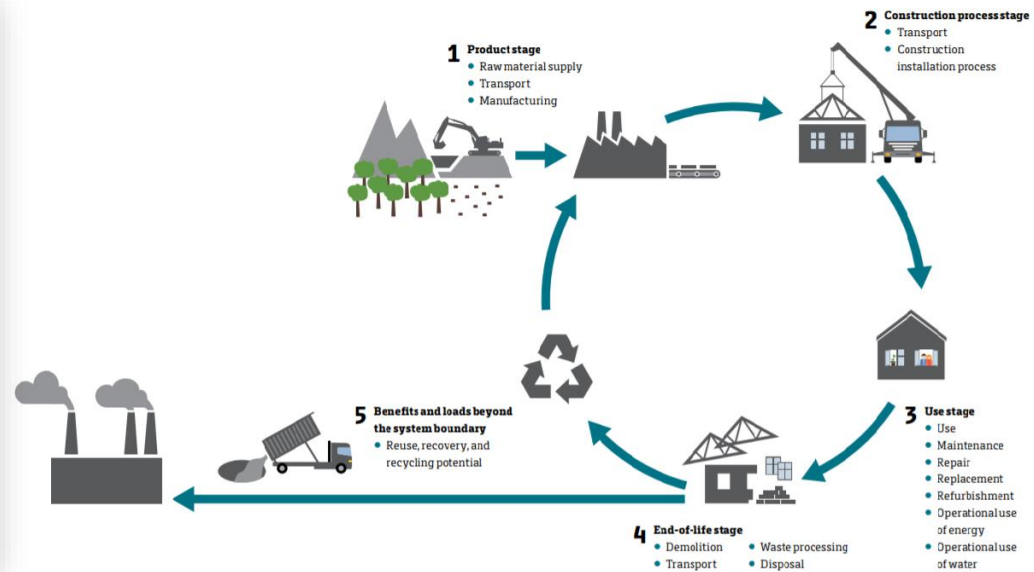 1 Product stage
• Raw material supply
• Transport
• Manufacturing
2 Construction process stage
• Transport
• Construction
installation process
3 Use stage
• Use
• Maintenance
• Repair
• Replacement
• Refurbishment
• Operational use
of energy
• Operational use
of water
4 End-of-life stage
• Demolition
• Transport
• Waste processing
• Disposal
5 Benefits and loads beyond
the system boundary
• Reuse, recovery, and
recycling potential